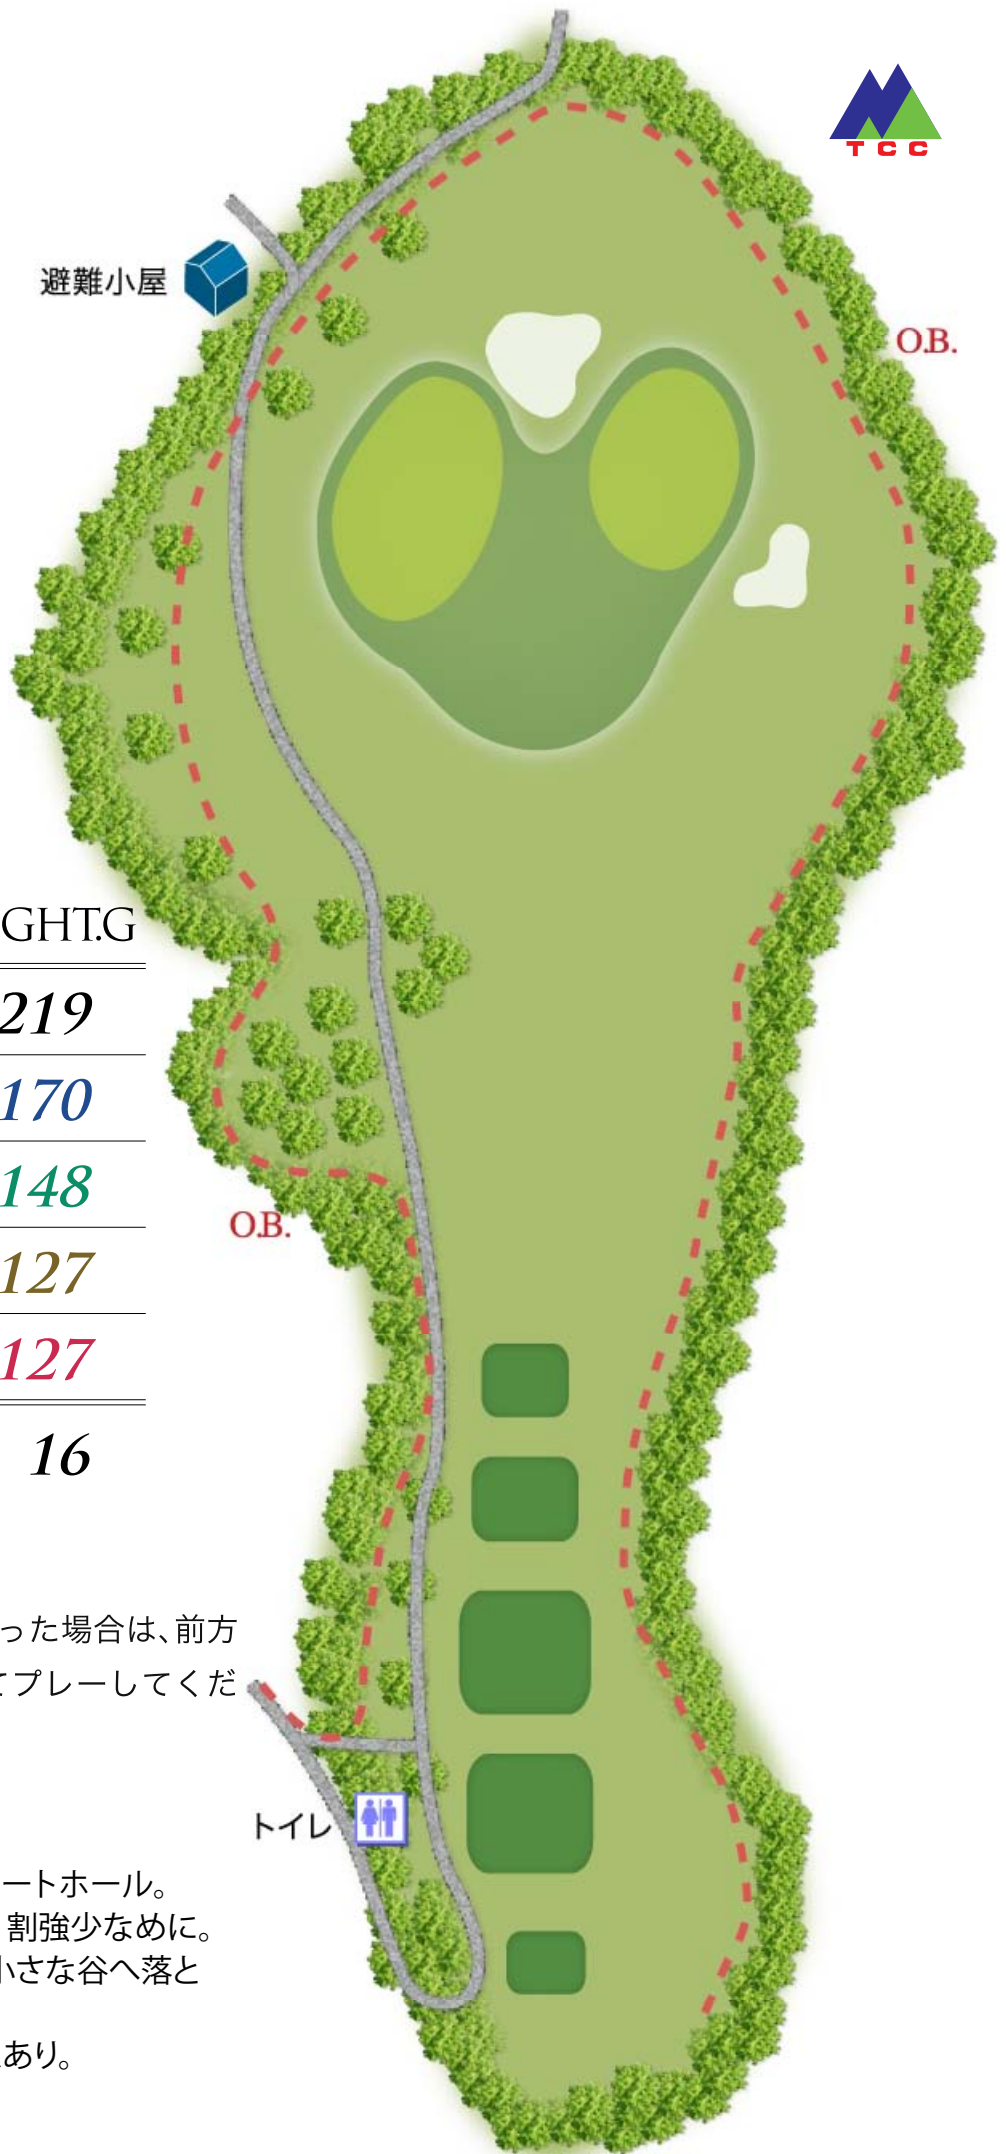 TCC
避難小屋
O.B.
GHT.G
219
170
148
127
127
16
O.B.
った場合は、前方
てプレーしてくだ
トイレ
ートホール。
割強少なめに。
小さな谷へ落と
あり。